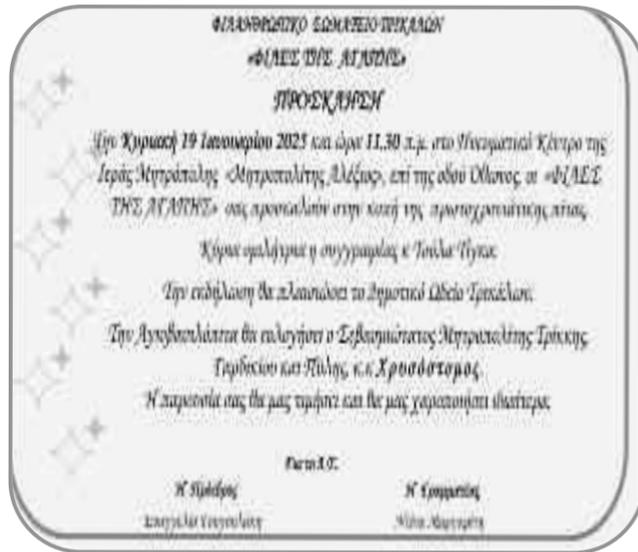 ΦΙΛΑΝΘΡΩΠΙΚΟ ΣΩΜΑΤΕΙΟ ΤΡΙΚΑΛΩΝ
«ΦΙΛΕΣ ΤΗΣ ΑΓΑΠΗΣ»
ΠΡΟΣΚΛΗΣΗ
Την Κυριακή 19 Ιανουαρίου 2025 και ώρα 11.30 π.μ. στο Πνευματικό Κέντρο της
Ιεράς Μητρόπολης «Μητροπολίτης Αλέξιος», επί της οδού Όθωνος, οι «ΦΙΛΕΣ
ΤΗΣ ΑΓΑΠΗΣ» σας προσκαλούν στην κοπή της πρωτοχρονιάτικης πίτας.
Κύρια ομιλήτρια η συγγραφέας κ Τούλα Τίγκα.
Την εκδήλωση θα πλαισιώσει το Δημοτικό Ωδείο Τρικάλων.
Την Αγιοβασιλόπιτα θα ευλογήσει ο Σεβασμιώτατος Μητροπολίτης Τρίκκης,
Γαρδικίου και Πύλης, κ.κ Χρυσόστομος.
Η παρουσία σας θα μας τιμήσει και θα μας χαροποιήσει ιδιαίτερα.
Για το Δ.Σ.
Η Πρόεδρος Η Γραμματέας